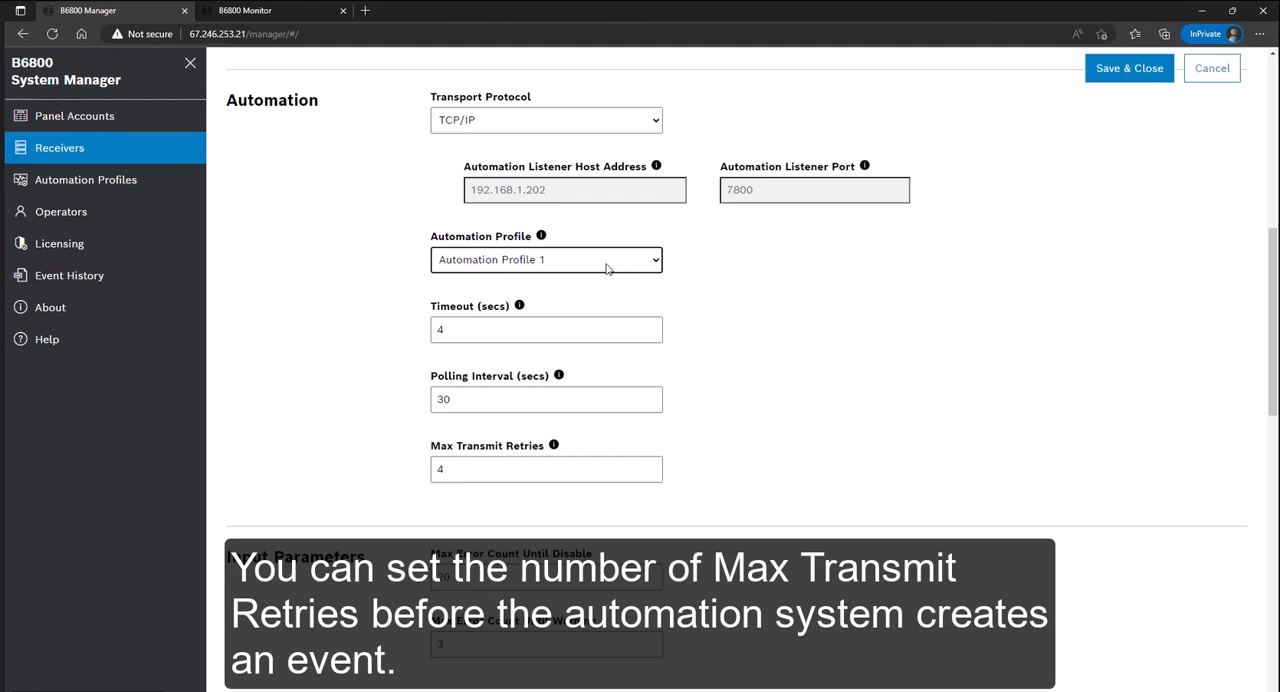 B6800 Manager
B6800 Monitor
Not secure
67.246.253.21/manager/#/
InPrivate
B6800
System Manager
Panel Accounts
Receivers
Automation Profiles
Operators
Licensing
Event History
About
Help
Save & Close
Cancel
Automation
Transport Protocol
TCP/IP
Automation Listener Host Address
Automation Listener Port
192.168.1.202
7800
Automation Profile
Automation Profile 1
Timeout (secs)
4
Polling Interval (secs)
30
Max Transmit Retries
4
Input Parameters
Max Error Count Until Disable
20
3
You can set the number of Max Transmit
Retries before the automation system creates
an event.